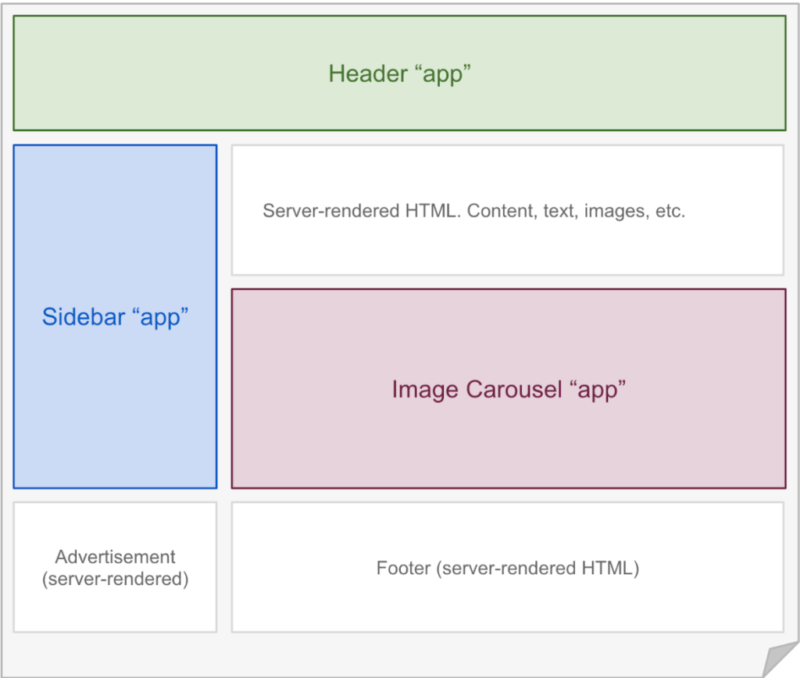 Header “app”
Server-rendered HTML. Content, text, images, etc.
Sidebar “app”
Image Carousel “app”
Advertisement
(server-rendered)
Footer (server-rendered HTML)